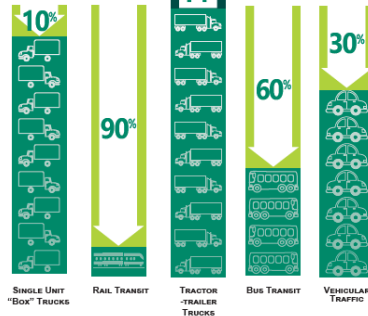 10%
90%
60%
30%
SINGLE UNIT
"BOX" TRUCKS
RAIL TRANSIT
TRACTOR
-TRAILER
TRUCKS
BUS TRANSIT
VEHICULAR
TRAFFIC